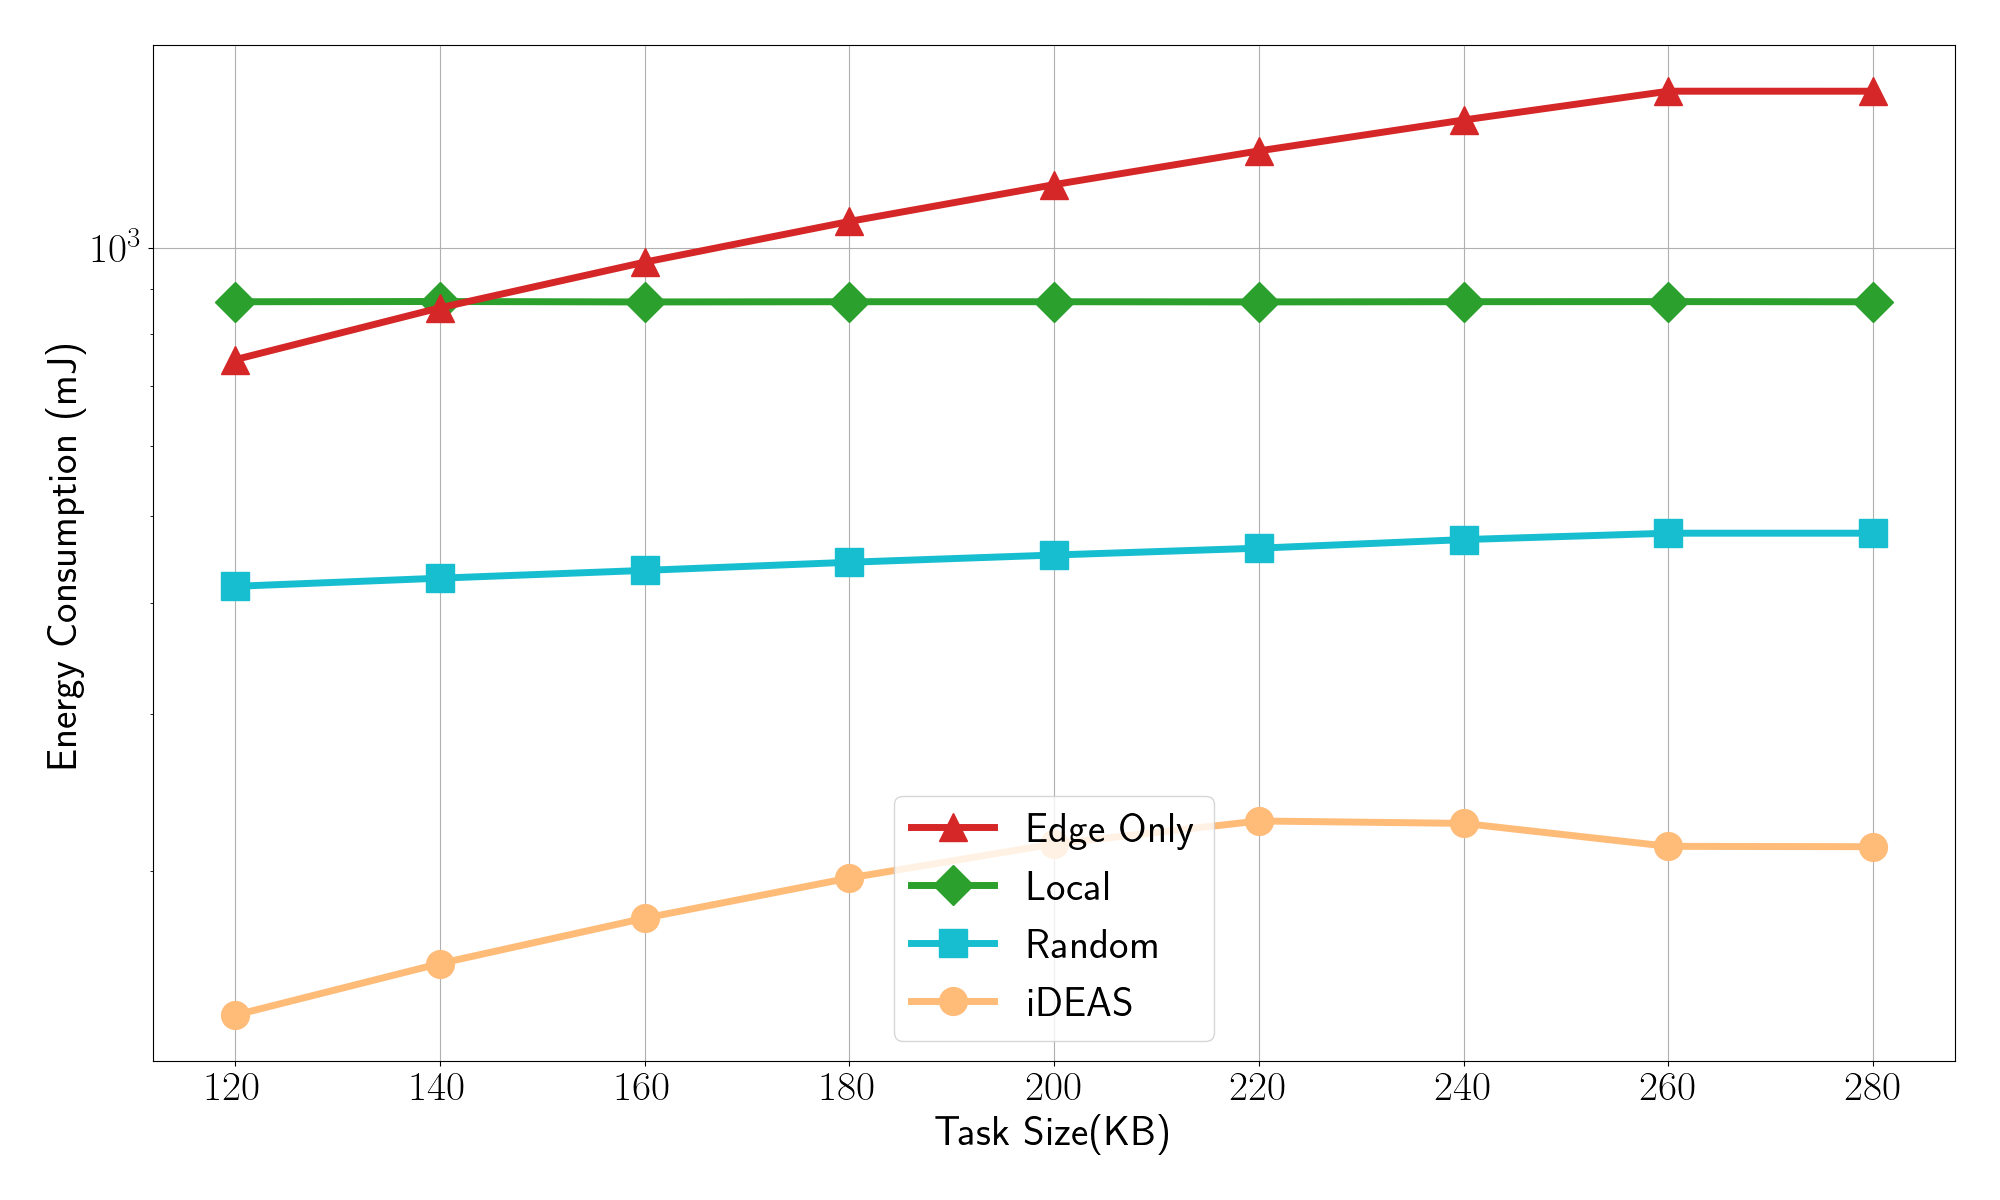 10³
Energy Consumption (mJ)
Edge Only
Local
Random
iDEAS
120 140 160 180 200 220 240 260 280
Task Size(KB)